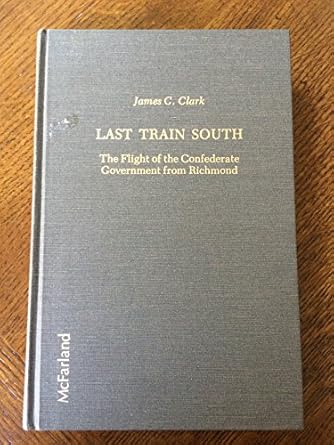 James C. Clark
LAST TRAIN SOUTH
The Flight of the Confederate
Government from Richmond
McFarland